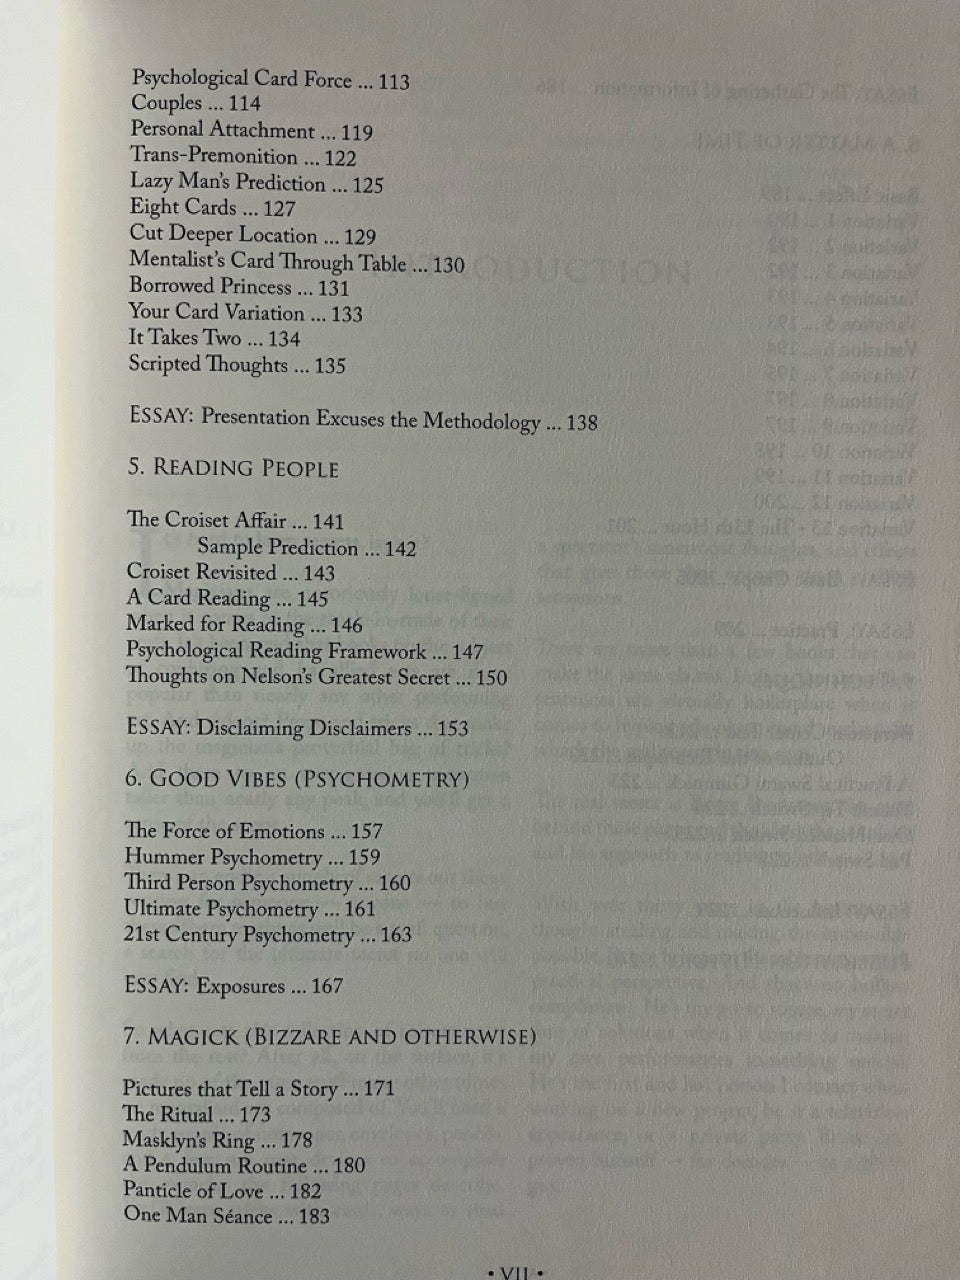 Psychological Card Force ... 113
Couples ... 114
Personal Attachment ... 119
Trans-Premonition ... 122
Lazy Man's Prediction ... 125
Eight Cards ... 127
Cut Deeper Location ... 129
Mentalist's Card Through Table ... 130
Borrowed Princess ... 131
Your Card Variation ... 133
It Takes Two ... 134
Scripted Thoughts ... 135
ESSAY: Presentation Excuses the Methodology ... 138
5. READING PEOPLE
The Croiset Affair ... 141
Sample Prediction ... 142
Croiset Revisited ... 143
A Card Reading ... 145
Marked for Reading ... 146
Psychological Reading Framework ... 147
Thoughts on Nelson's Greatest Secret ... 150
ESSAY: Disclaiming Disclaimers ... 153
6. GOOD VIBES (PSYCHOMETRY)
The Force of Emotions ... 157
Hummer Psychometry ... 159
Third Person Psychometry ... 160
Ultimate Psychometry ... 161
21st Century Psychometry ... 163
ESSAY: Exposures ... 167
7. MAGICK (BIZZARE AND OTHERWISE)
Pictures that Tell a Story ... 171
The Ritual ... 173
Masklyn's Ring ... 178
A Pendulum Routine ... 180
Panticle of Love ... 182
One Man Séance ... 183
• VII •